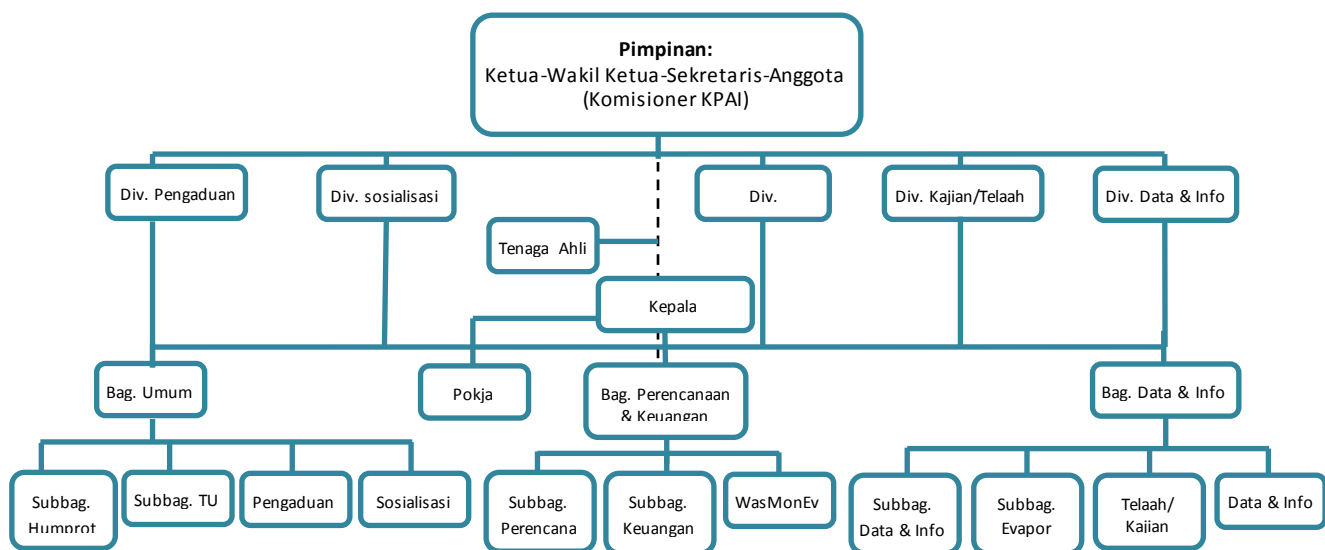 Pimpinan:
Ketua-Wakil Ketua-Sekretaris-Anggota
(Komisioner KPAI)
Div. Pengaduan
Div. sosialisasi
Div.
Div. Kajian/Telaah
Div. Data & Info
Tenaga Ahli
Kepala
Bag. Umum
Pokja
Bag. Perencanaan
& Keuangan
Bag. Data & Info
Subbag.
Humprot
Subbag. TU
Pengaduan
Sosialisasi
Subbag.
Perencana
Subbag.
Keuangan
WasMonEv
Subbag.
Data & Info
Subbag.
Evapor
Telaah/
Kajian
Data & Info